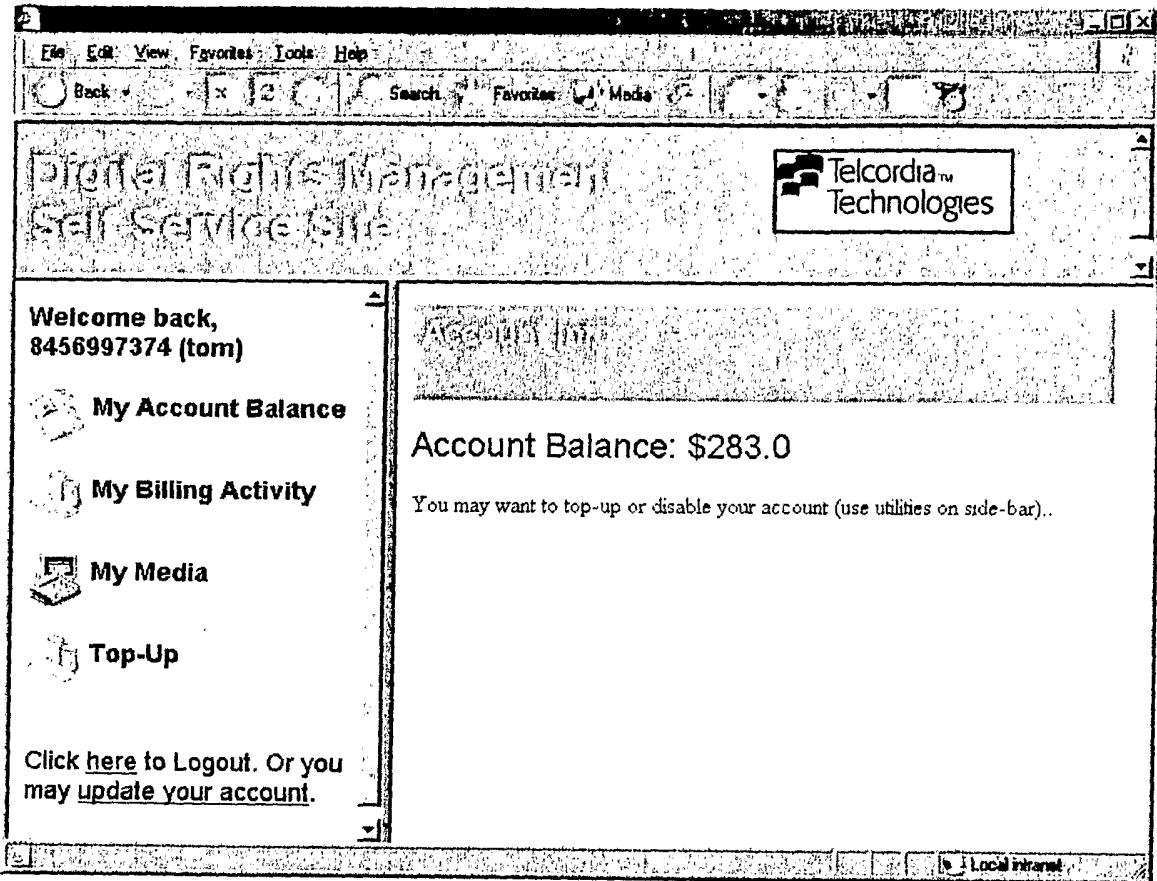 File Edit View Favorites Tools Help
Back Search Favorites Media
Digital Rights Management
Self Service Site
Telcordia™
Technologies
Welcome back,
8456997374 (tom)
My Account Balance
My Billing Activity
My Media
Top-Up
Click here to Logout. Or you
may update your account.
Account Info
Account Balance: $283.0
You may want to top-up or disable your account (use utilities on side-bar)..
Local intranet